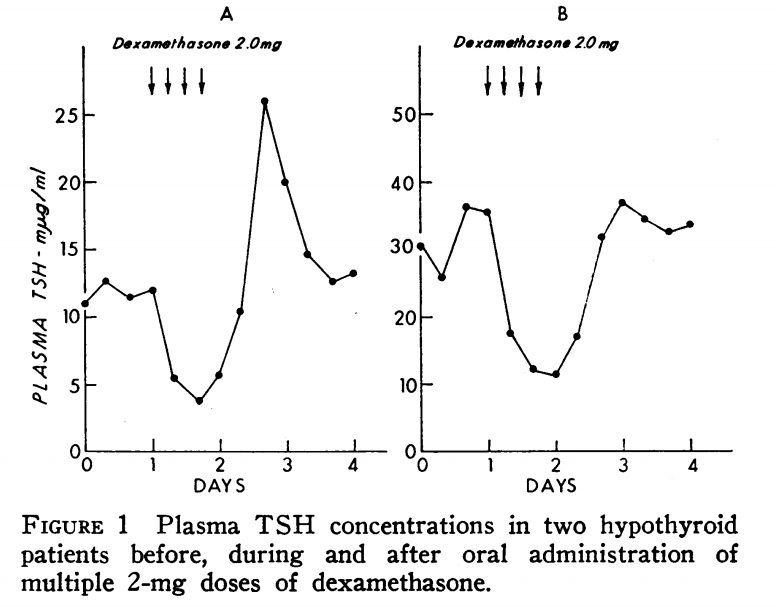 A
B
Dexamethasone 2.0mg
Dexamethasone 2.0mg
PLASMA TSH - mµg/ml
25
20
15
10
5
0
0 1 2 3 4
DAYS
50
40
30
20
10
0
0 1 2 3 4
DAYS
FIGURE 1 Plasma TSH concentrations in two hypothyroid
patients before, during and after oral administration of
multiple 2-mg doses of dexamethasone.